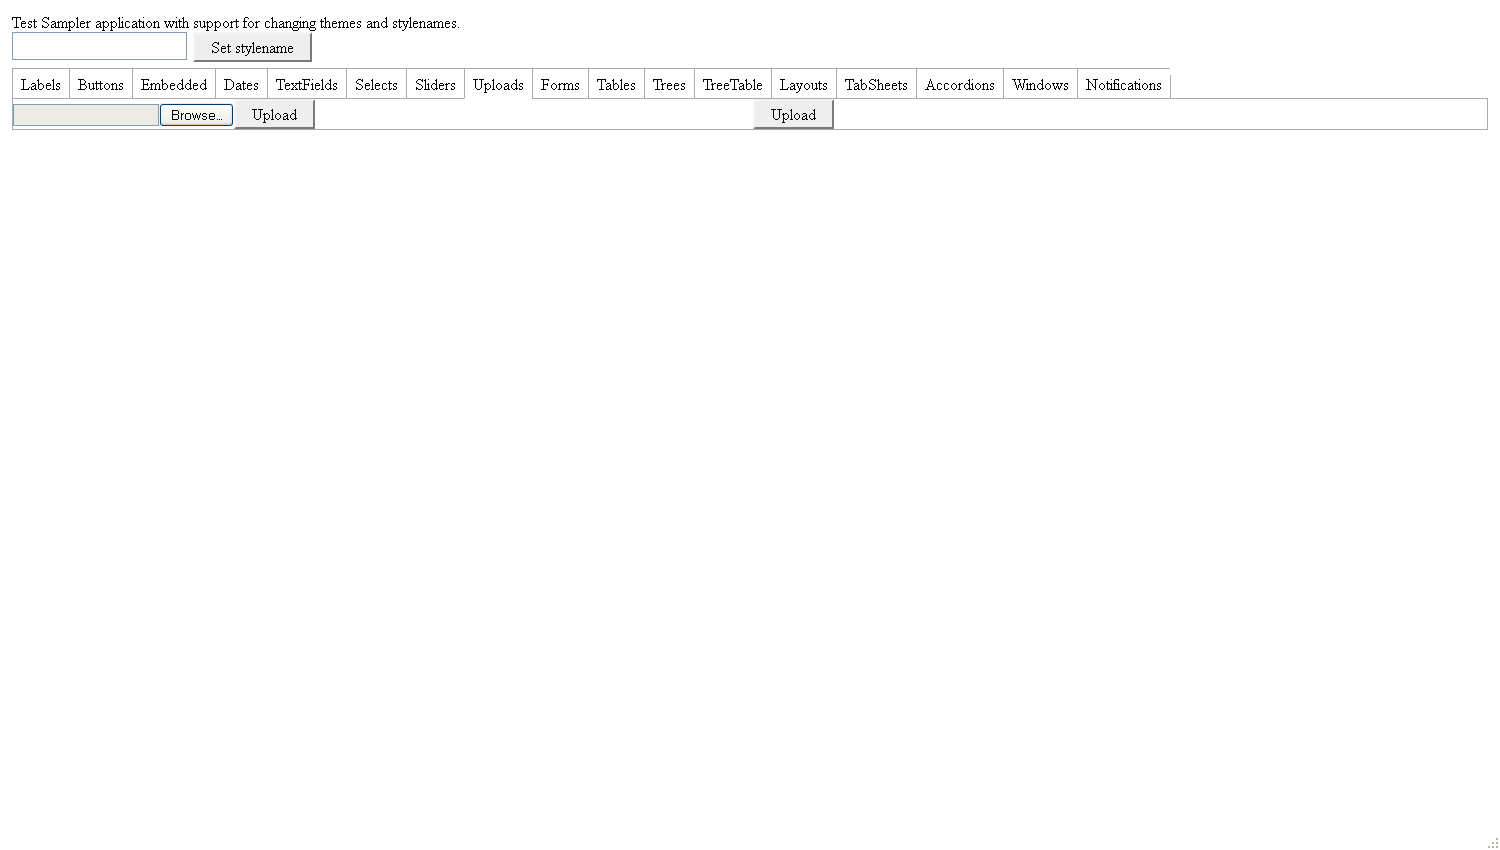 Test Sampler application with support for changing themes and stylenames.
Set stylename
Labels Buttons Embedded Dates TextFields Selects Sliders Uploads Forms Tables Trees TreeTable Layouts TabSheets Accordions Windows Notifications
Browse... Upload Upload